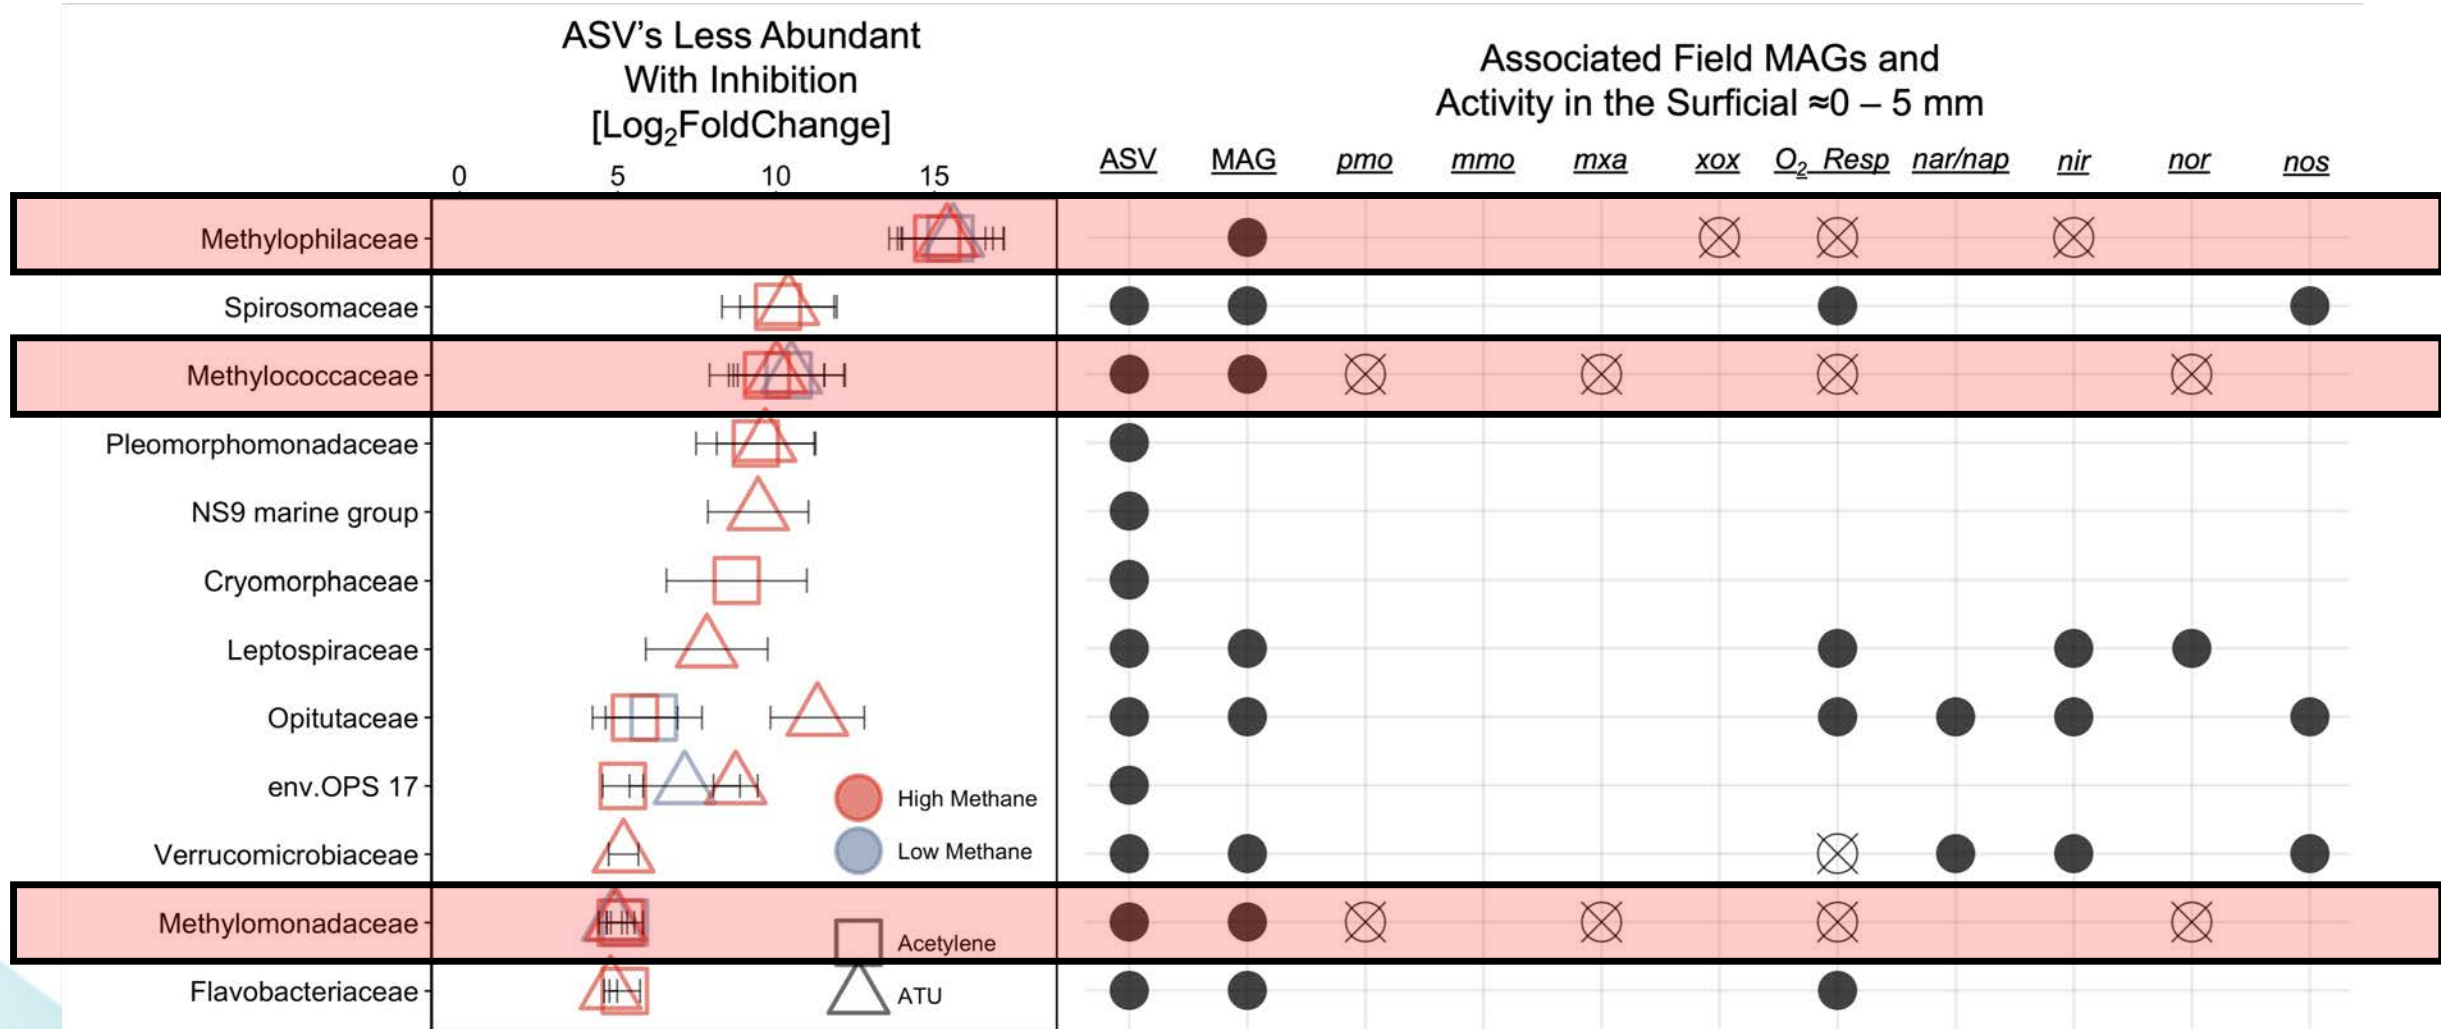 ASV's Less Abundant
With Inhibition
[Log₂FoldChange]
Associated Field MAGs and
Activity in the Surficial ≈0 – 5 mm
0 5 10 15
ASV MAG pmo mmo mxa xox O₂ Resp nar/nap nir nor nos
Methylophilaceae
Spirosomaceae
Methylococcaceae
Pleomorphomonadaceae
NS9 marine group
Cryomorphaceae
Leptospiraceae
Opitutaceae
env.OPS 17
Verrucomicrobiaceae
Methylomonadaceae
Flavobacteriaceae
High Methane
Low Methane
Acetylene
ATU